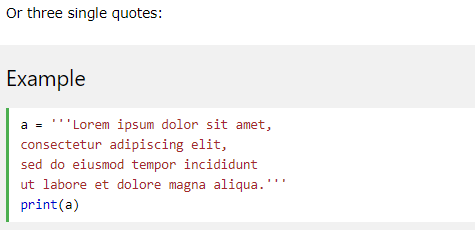 Or three single quotes:
Example
a = '''Lorem ipsum dolor sit amet,
consectetur adipiscing elit,
sed do eiusmod tempor incididunt
ut labore et dolore magna aliqua.'''
print(a)